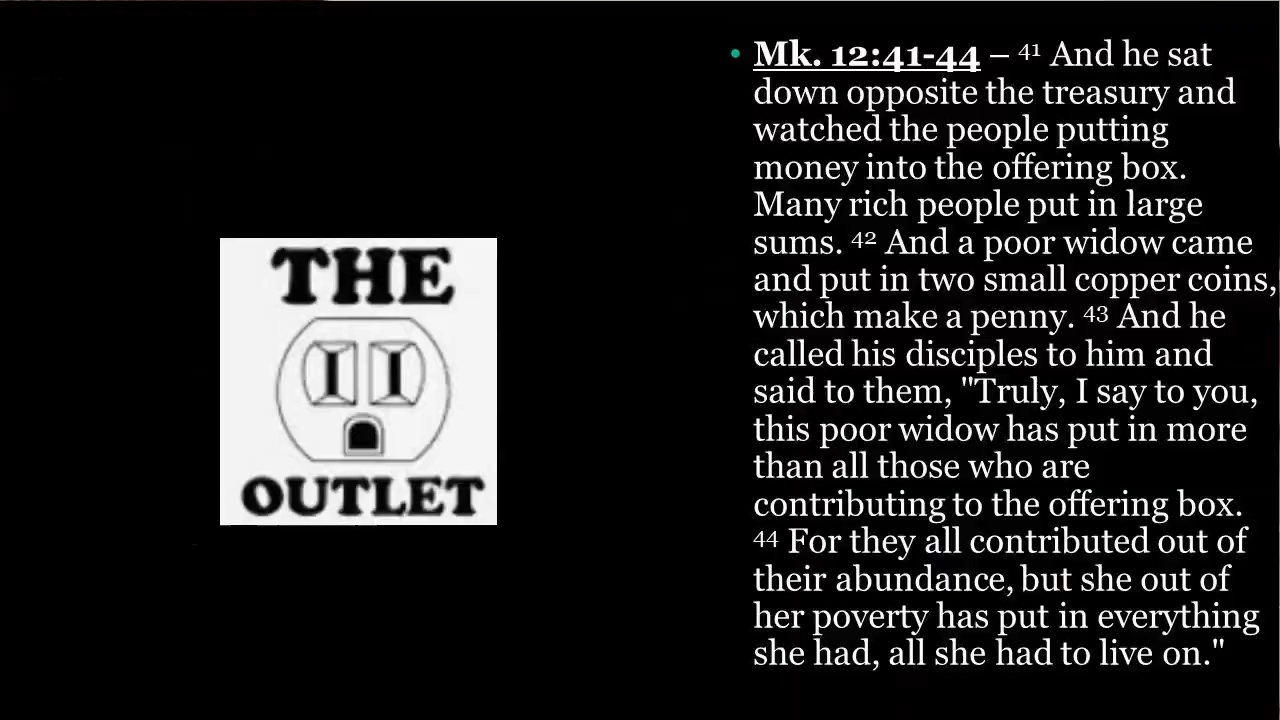 THE
OUTLET
• Mk. 12:41-44 – 41 And he sat
down opposite the treasury and
watched the people putting
money into the offering box.
Many rich people put in large
sums. 42 And a poor widow came
and put in two small copper coins,
which make a penny. 43 And he
called his disciples to him and
said to them, "Truly, I say to you,
this poor widow has put in more
than all those who are
contributing to the offering box.
44 For they all contributed out of
their abundance, but she out of
her poverty has put in everything
she had, all she had to live on."